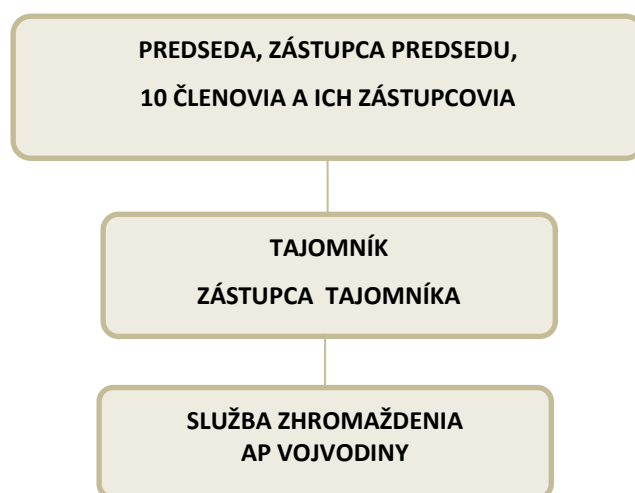 PREDSEDA, ZÁSTUPCA PREDSEDU,
10 ČLENOVIA A ICH ZÁSTUPCOVIA
TAJOMNÍK
ZÁSTUPCA TAJOMNÍKA
SLUŽBA ZHROMAŽDENIA
AP VOJVODINY